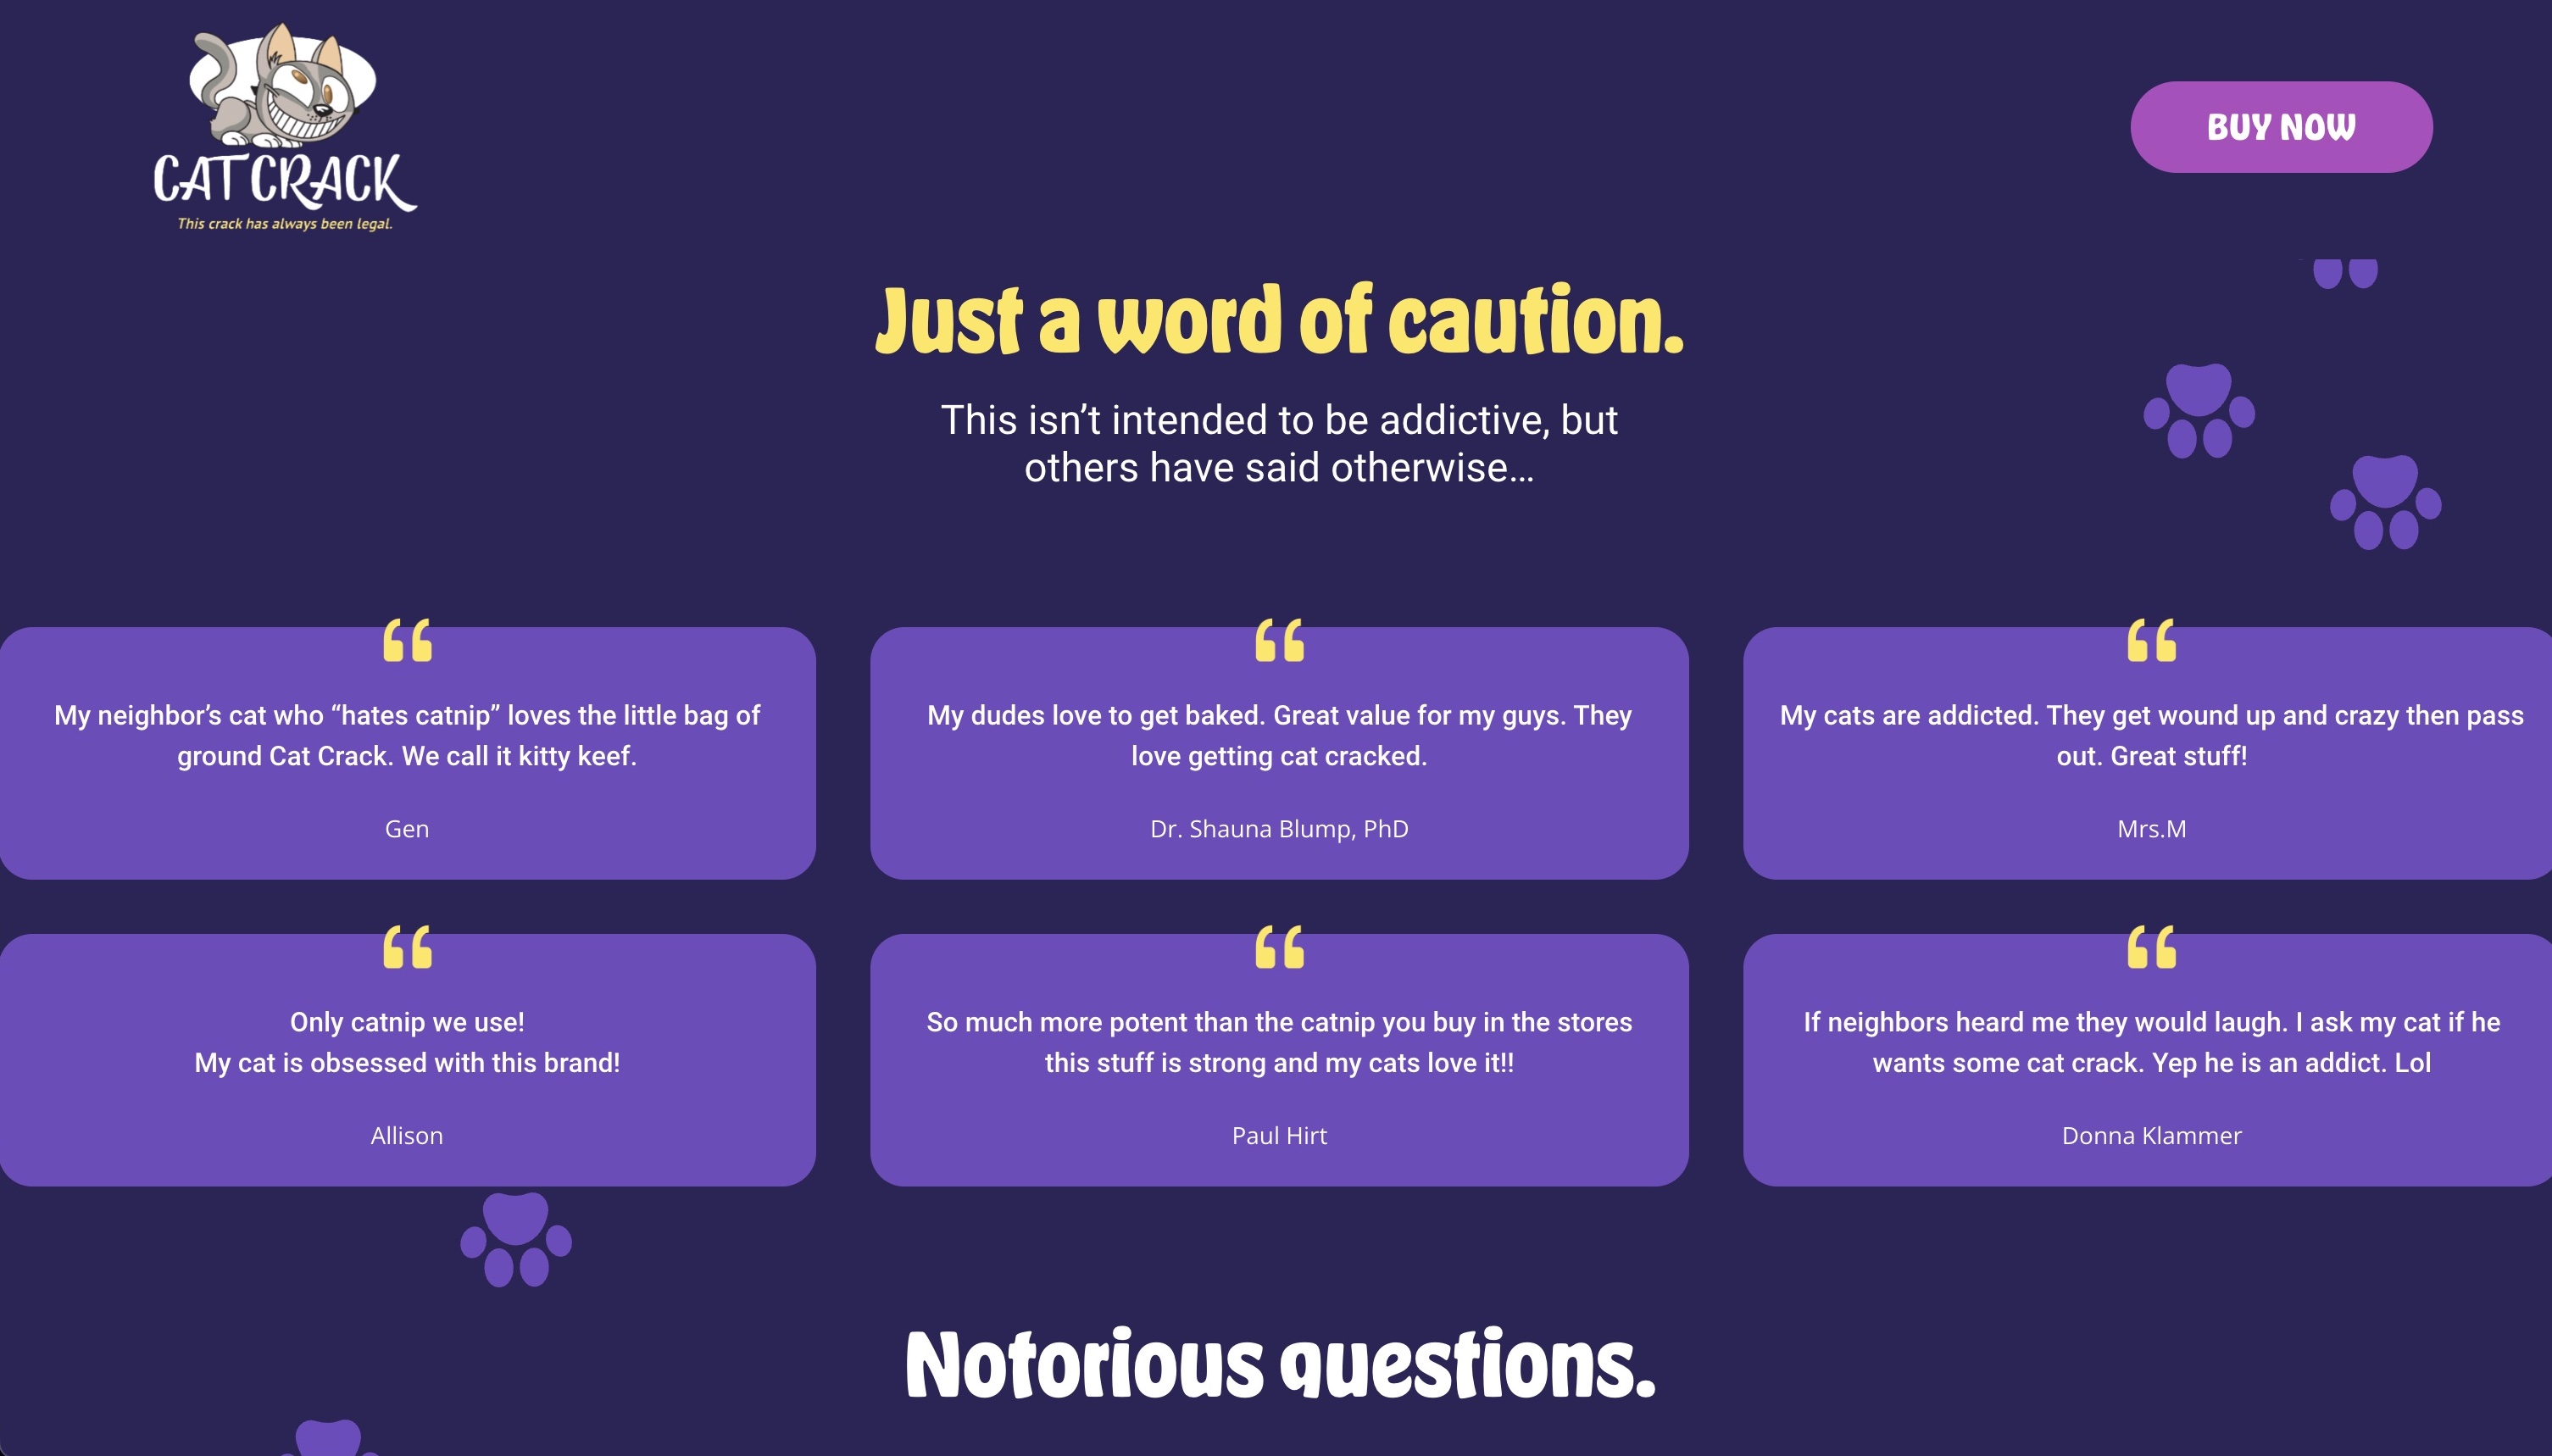 CAT CRACK
This crack has always been legal.
BUY NOW
Just a word of caution.
This isn’t intended to be addictive, but
others have said otherwise...
“
My neighbor’s cat who “hates catnip” loves the little bag of
ground Cat Crack. We call it kitty keef.
Gen
“
My dudes love to get baked. Great value for my guys. They
love getting cat cracked.
Dr. Shauna Blump, PhD
“
My cats are addicted. They get wound up and crazy then pass
out. Great stuff!
Mrs.M
“
Only catnip we use!
My cat is obsessed with this brand!
Allison
“
So much more potent than the catnip you buy in the stores
this stuff is strong and my cats love it!!
Paul Hirt
“
If neighbors heard me they would laugh. I ask my cat if he
wants some cat crack. Yep he is an addict. Lol
Donna Klammer
Notorious questions.